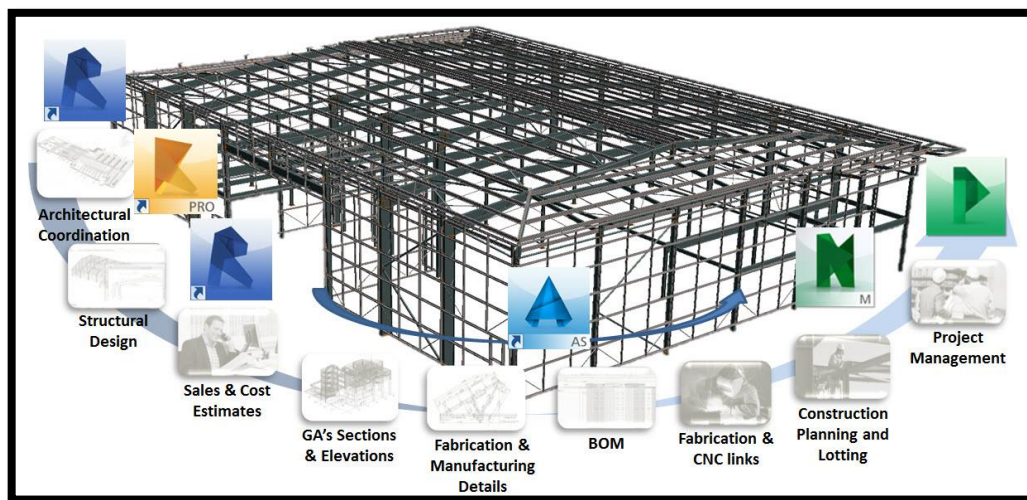 Architectural
Coordination
PRO
Structural
Design
Sales & Cost
Estimates
GA's Sections
& Elevations
AS
Fabrication &
Manufacturing
Details
BOM
Fabrication &
CNC links
M
Construction
Planning and
Lotting
Project
Management